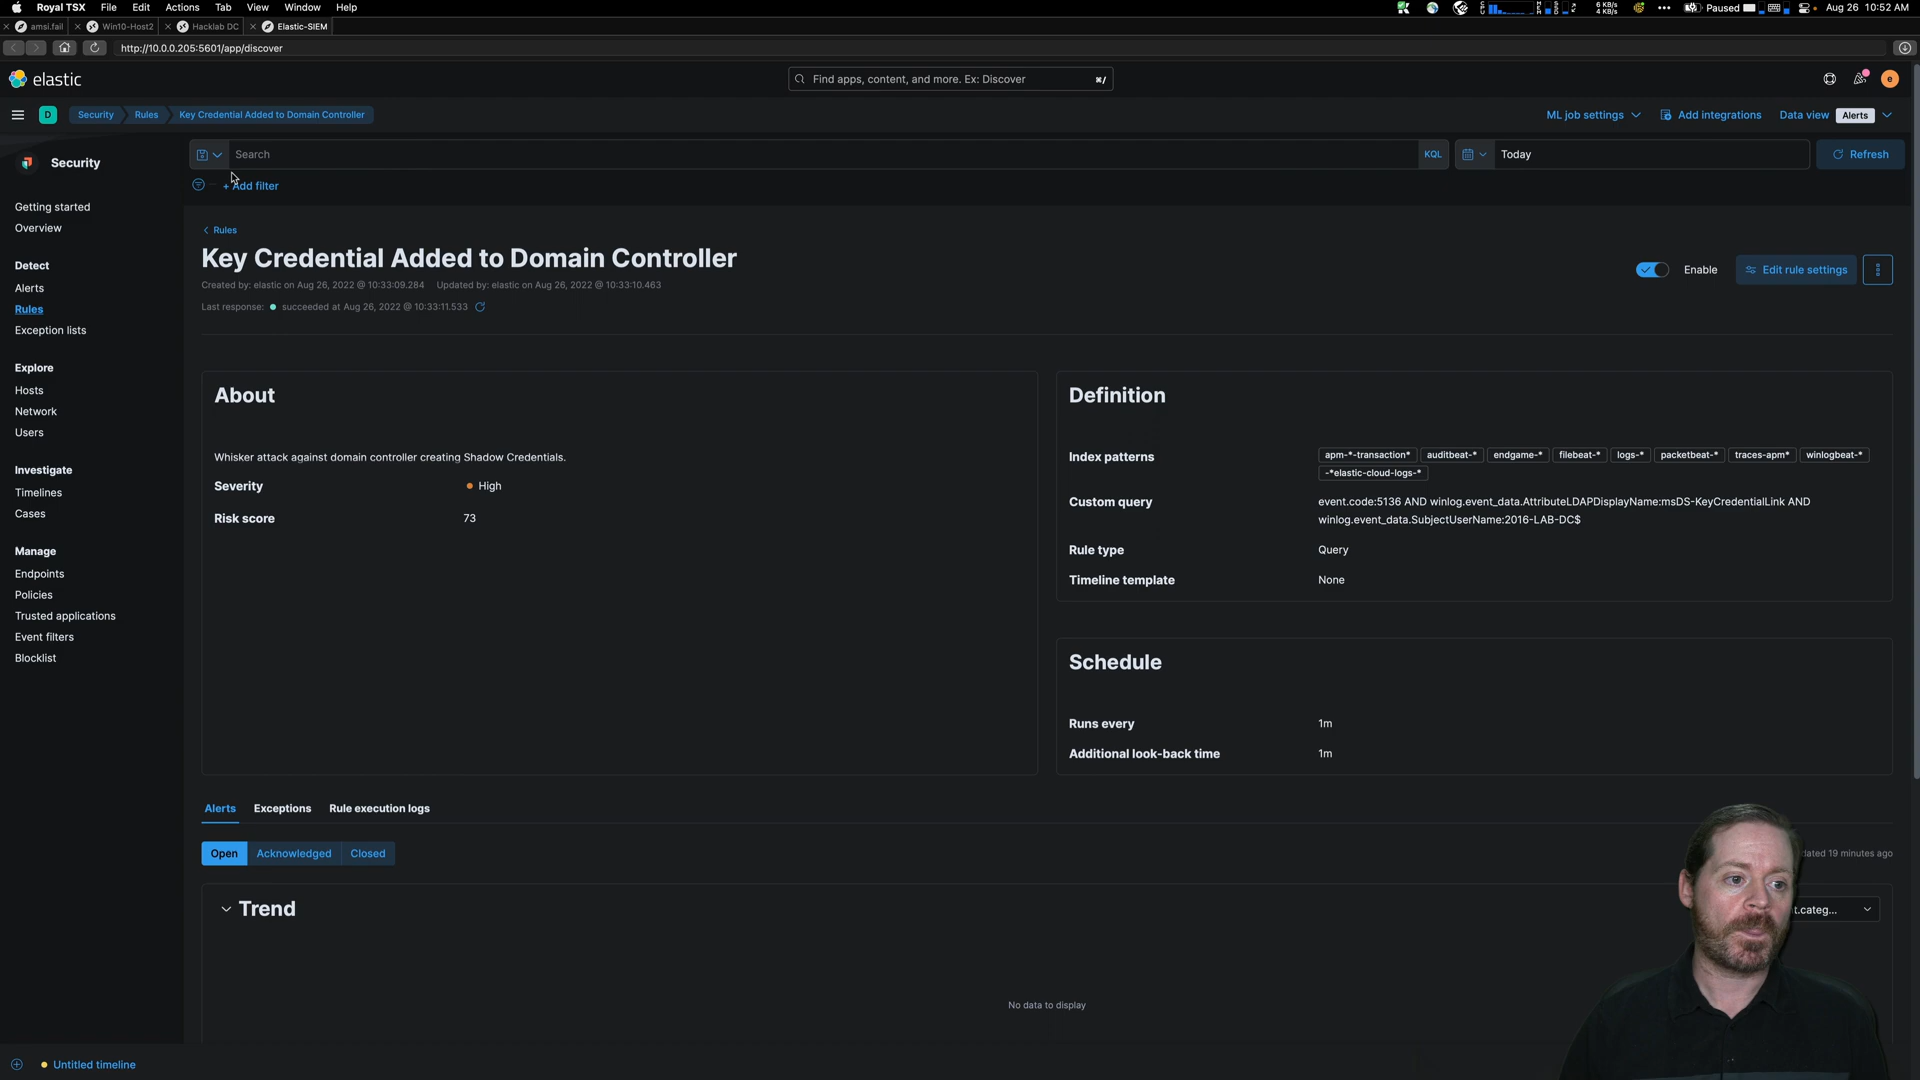 Royal TSX File Edit Actions Tab View Window Help
6 KB/s
4 KB/s
Paused
Aug 26 10:52 AM
amsi.fail
Win10-Host2
Hacklab DC
Elastic-SIEM
http://10.0.0.205:5601/app/discover
elastic
Find apps, content, and more. Ex: Discover
⌘/
e
D
Security
Rules
Key Credential Added to Domain Controller
ML job settings
Add integrations
Data view
Alerts
Search
KQL
Today
Refresh
+ Add filter
Security
Getting started
Overview
Detect
Alerts
Rules
Exception lists
Explore
Hosts
Network
Users
Investigate
Timelines
Cases
Manage
Endpoints
Policies
Trusted applications
Event filters
Blocklist
Rules
Key Credential Added to Domain Controller
Created by: elastic on Aug 26, 2022 @ 10:33:09.284 Updated by: elastic on Aug 26, 2022 @ 10:33:10.463
Last response: succeeded at Aug 26, 2022 @ 10:33:11.533
Enable
Edit rule settings
About
Whisker attack against domain controller creating Shadow Credentials.
Severity High
Risk score 73
Definition
Index patterns apm-*-transaction* auditbeat-* endgame-* filebeat-* logs-* packetbeat-* traces-apm* winlogbeat-*
-*elastic-cloud-logs-*
Custom query event.code:5136 AND winlog.event_data.AttributeLDAPDisplayName:msDS-KeyCredentialLink AND
winlog.event_data.SubjectUserName:2016-LAB-DC$
Rule type Query
Timeline template None
Schedule
Runs every 1m
Additional look-back time 1m
Alerts Exceptions Rule execution logs
Open Acknowledged Closed
19 minutes ago
Trend
t.categ...
No data to display
Untitled timeline